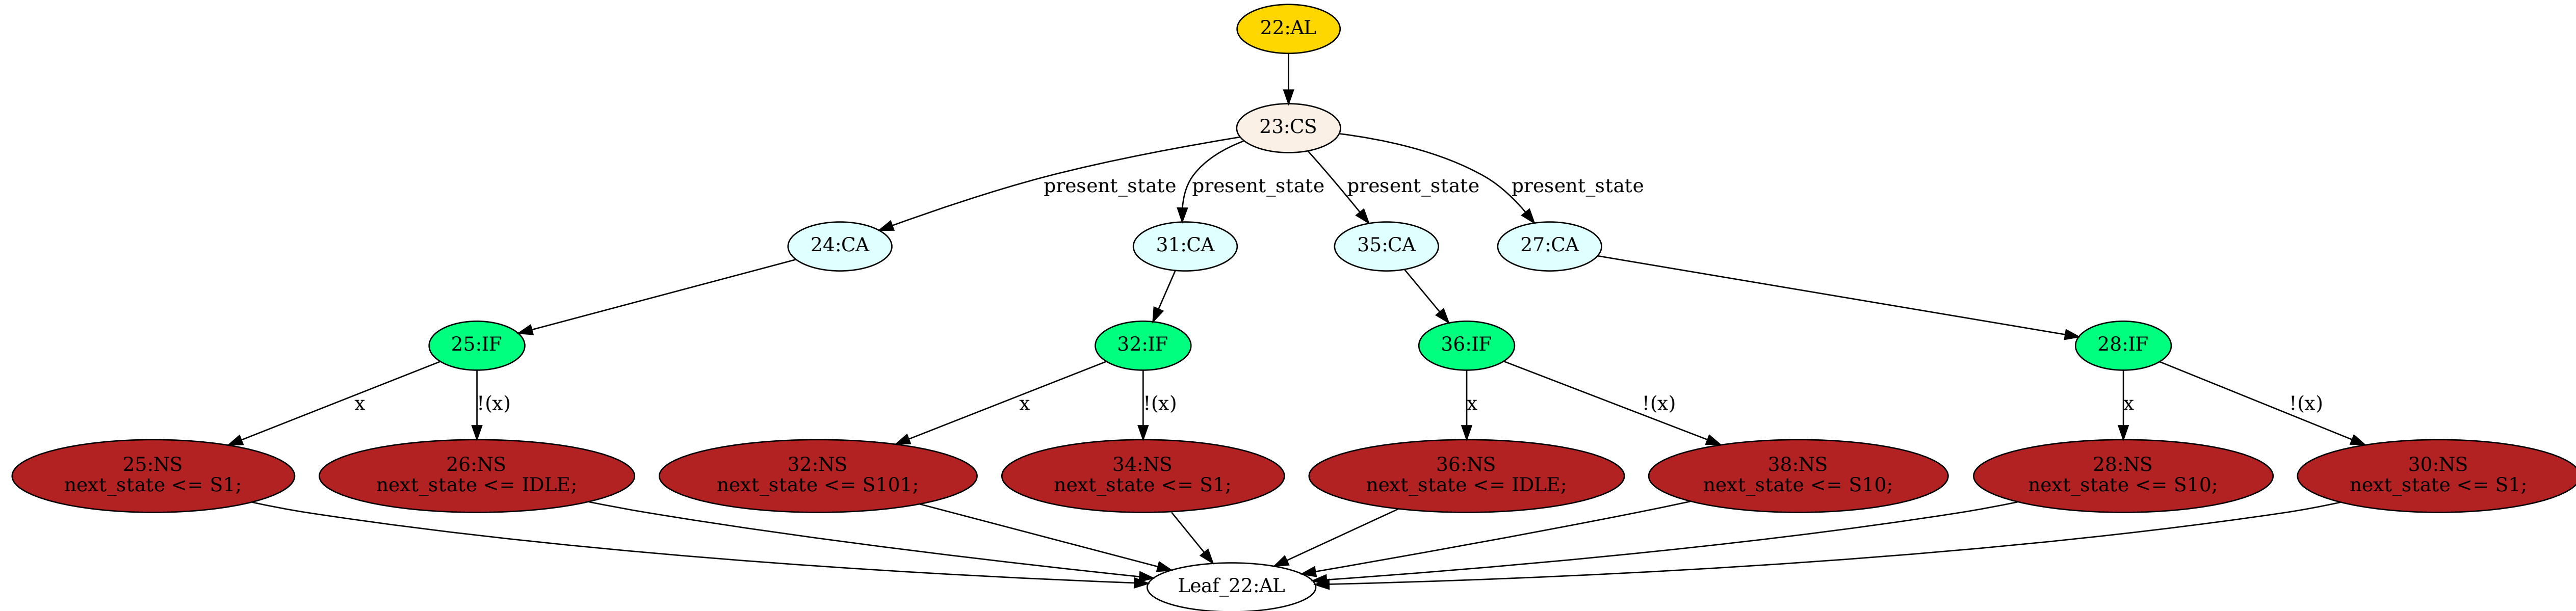 22:AL
23:CS
present_state
present_state
present_state
present_state
24:CA
31:CA
35:CA
27:CA
25:IF
32:IF
36:IF
28:IF
x
!(x)
x
!(x)
x
!(x)
x
!(x)
25:NS
next_state <= S1;
26:NS
next_state <= IDLE;
32:NS
next_state <= S101;
34:NS
next_state <= S1;
36:NS
next_state <= IDLE;
38:NS
next_state <= S10;
28:NS
next_state <= S10;
30:NS
next_state <= S1;
Leaf_22:AL